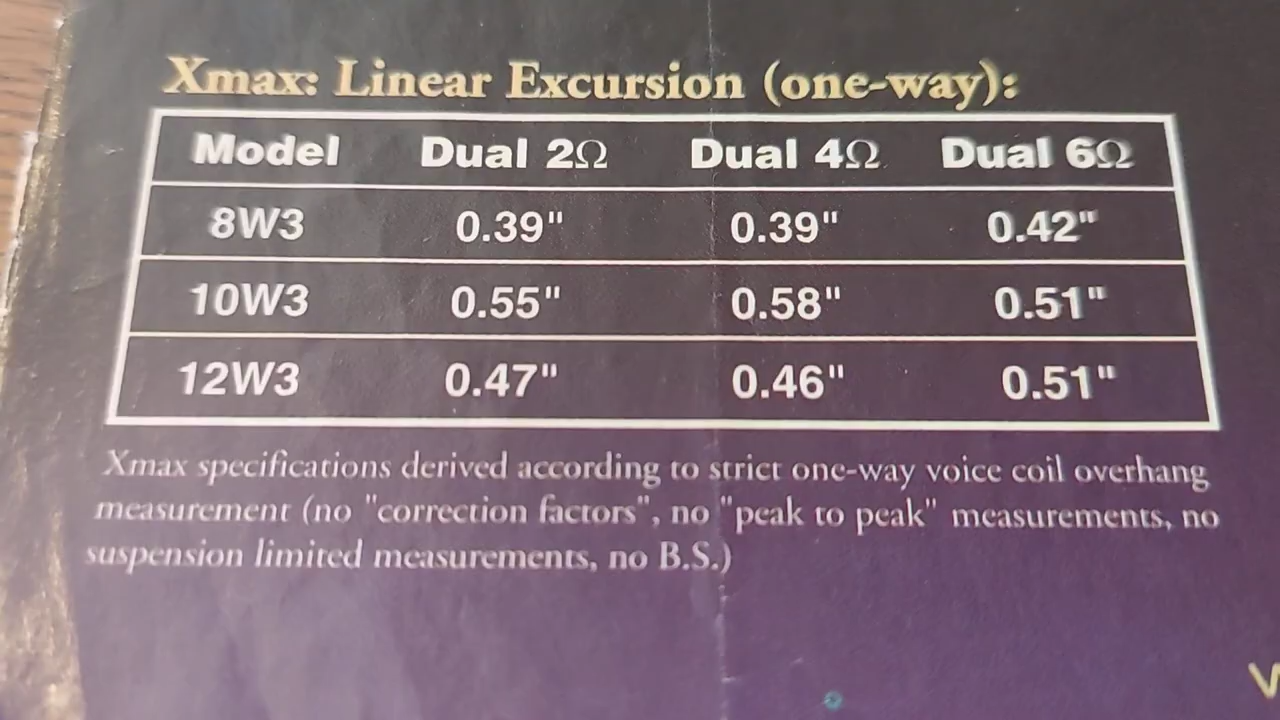 Xmax: Linear Excursion (one-way):
Model Dual 2Ω Dual 4Ω Dual 6Ω
8W3 0.39" 0.39" 0.42"
10W3 0.55" 0.58" 0.51"
12W3 0.47" 0.46" 0.51"
Xmax specifications derived according to strict one-way voice coil overhang
measurement (no "correction factors", no "peak to peak" measurements, no
suspension limited measurements, no B.S.)